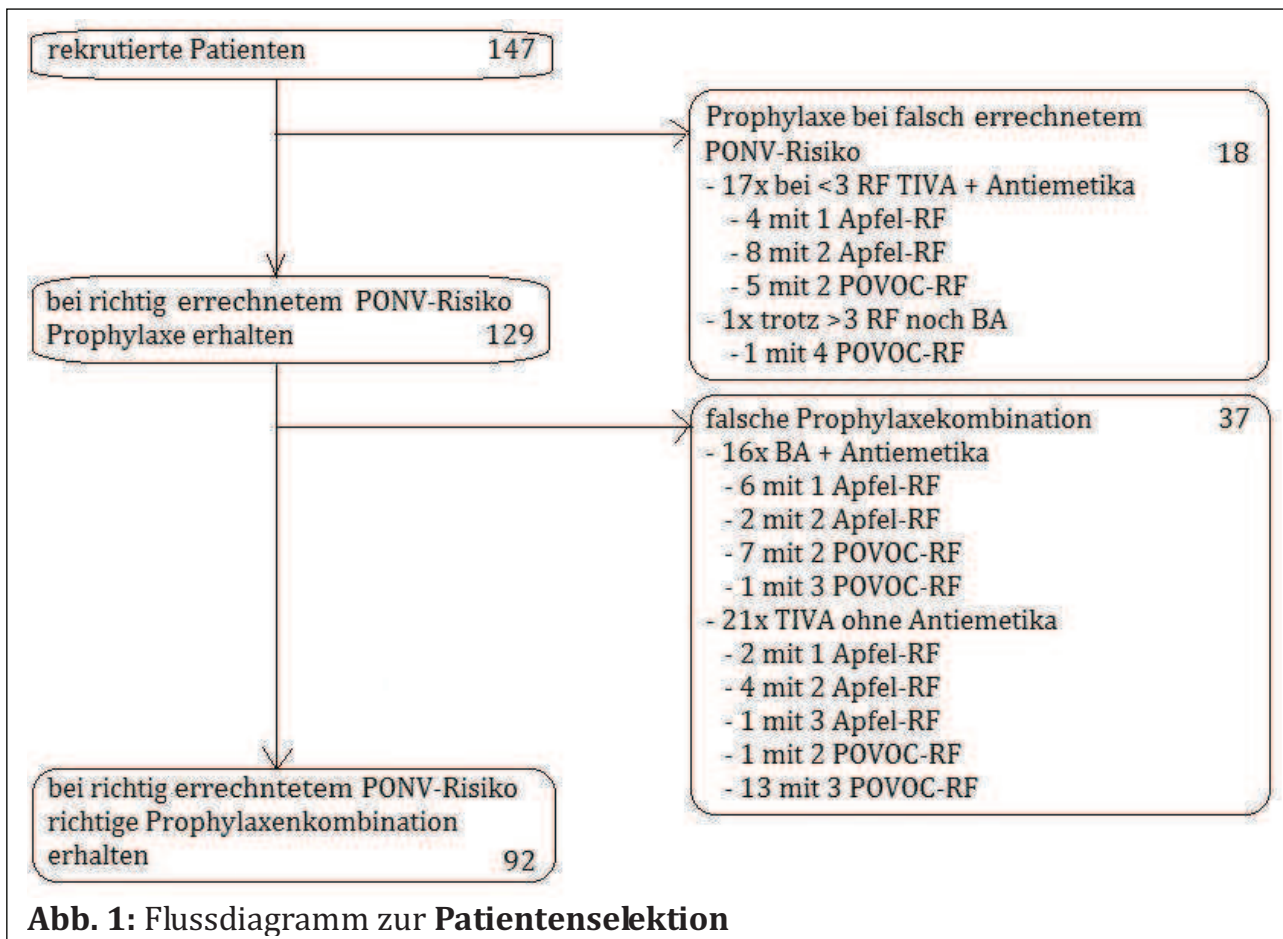 rekrutierte Patienten 147
Prophylaxe bei falsch errechnetem
PONV-Risiko 18
- 17x bei <3 RF TIVA + Antiemetika
- 4 mit 1 Apfel-RF
- 8 mit 2 Apfel-RF
- 5 mit 2 POVOC-RF
- 1x trotz >3 RF noch BA
- 1 mit 4 POVOC-RF
bei richtig errechnetem PONV-Risiko
Prophylaxe erhalten 129
falsche Prophylaxekombination 37
- 16x BA + Antiemetika
- 6 mit 1 Apfel-RF
- 2 mit 2 Apfel-RF
- 7 mit 2 POVOC-RF
- 1 mit 3 POVOC-RF
- 21x TIVA ohne Antiemetika
- 2 mit 1 Apfel-RF
- 4 mit 2 Apfel-RF
- 1 mit 3 Apfel-RF
- 1 mit 2 POVOC-RF
- 13 mit 3 POVOC-RF
bei richtig errechntetem PONV-Risiko
richtige Prophylaxenkombination
erhalten 92
Abb. 1: Flussdiagramm zur Patientenselektion